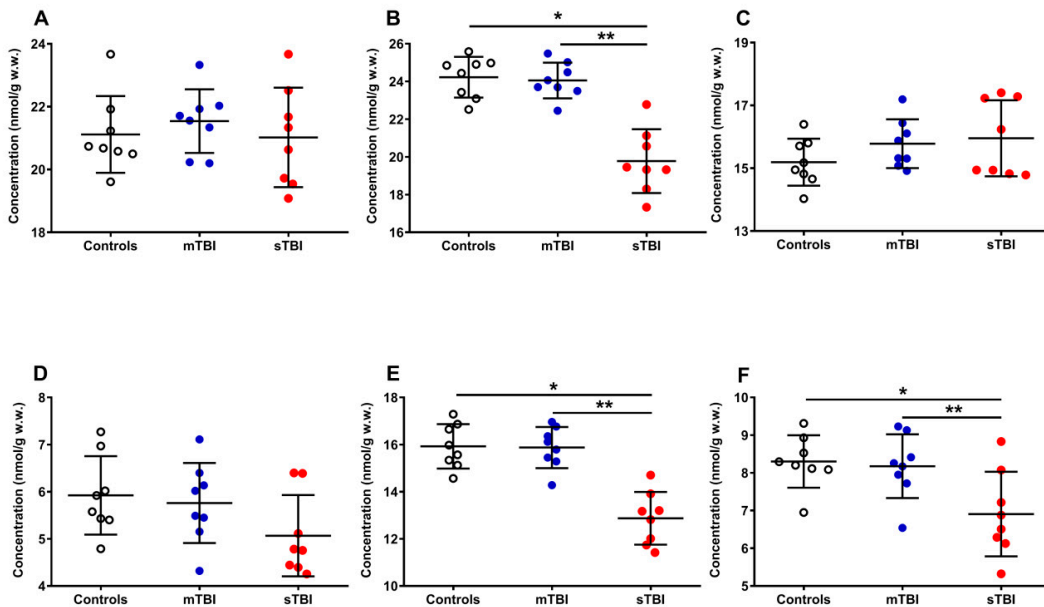 A
Concentration (nmol/g w.w.)
24
22
20
18
Controls
mTBI
sTBI
B
*
**
Concentration (nmol/g w.w.)
26
24
22
20
18
16
Controls
mTBI
sTBI
C
Concentration (nmol/g w.w.)
19
17
15
13
Controls
mTBI
sTBI
D
Concentration (nmol/g w.w.)
8
7
6
5
4
Controls
mTBI
sTBI
E
*
**
Concentration (nmol/g w.w.)
18
16
14
12
10
Controls
mTBI
sTBI
F
*
**
Concentration (nmol/g w.w.)
10
9
8
7
6
5
Controls
mTBI
sTBI